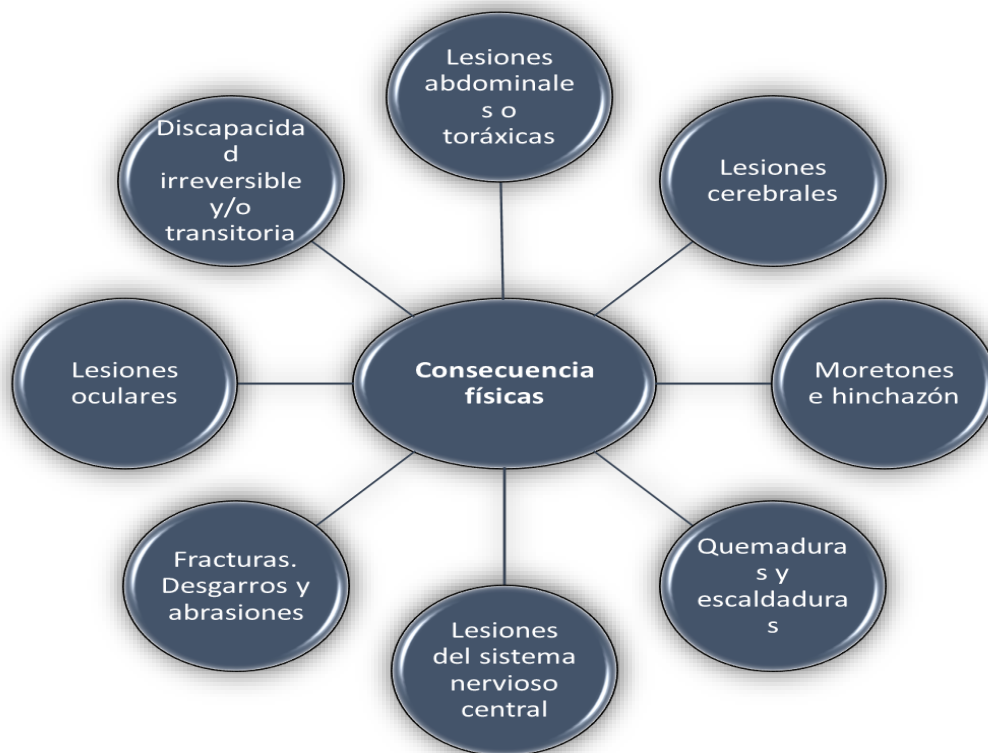 Lesiones
abdominale
s o
toráxicas
Discapacida
d
irreversible
y/o
transitoria
Lesiones
cerebrales
Lesiones
oculares
Consecuencia
físicas
Moretones
e hinchazón
Fracturas.
Desgarros y
abrasiones
Lesiones
del sistema
nervioso
central
Quemadura
s y
escaldadura
s